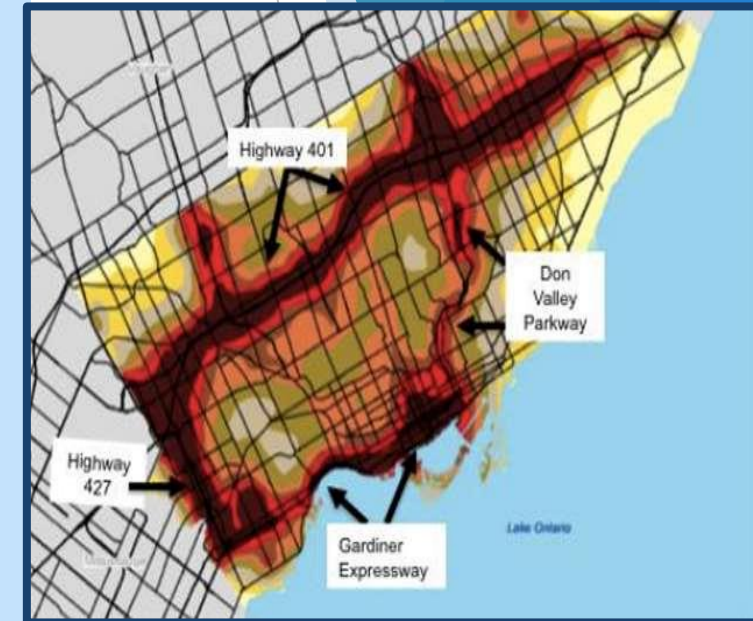 Highway 401
Don
Valley
Parkway
Highway
427
Gardiner
Expressway
Lake Ontario